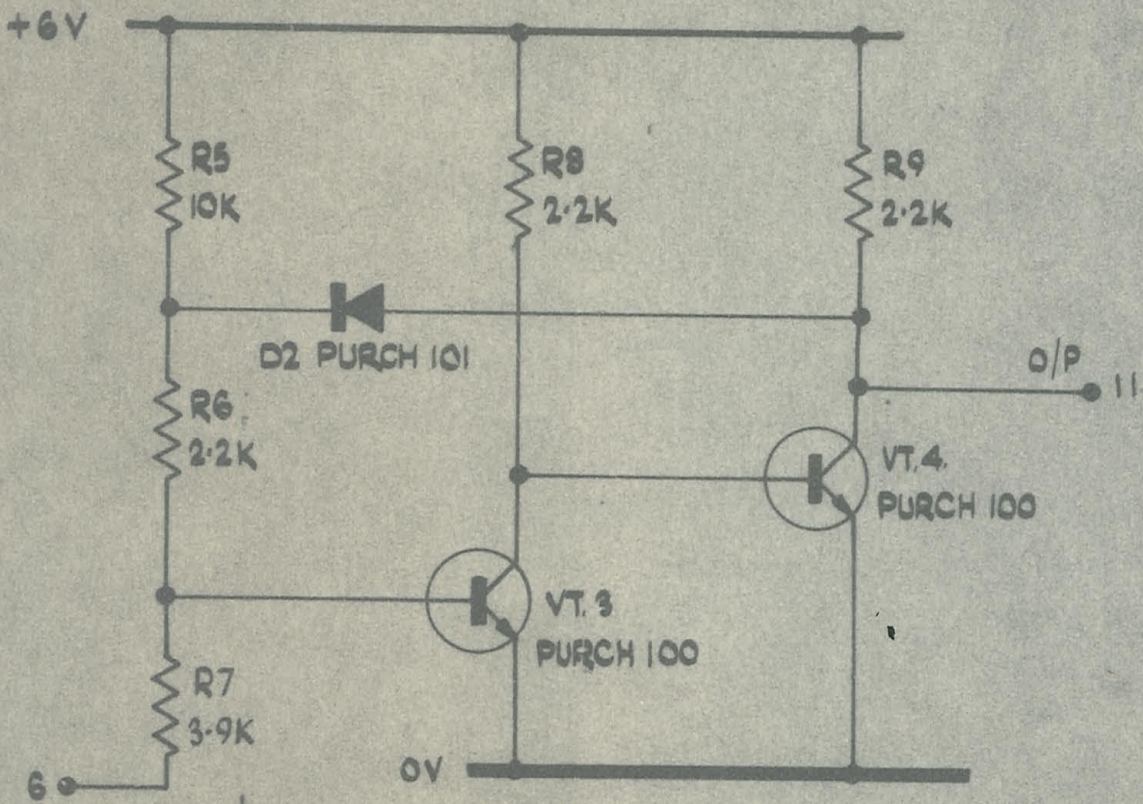 +6V
R5
10K
R8
2·2K
R9
2·2K
D2 PURCH 101
O/P
11
R6
2·2K
VT.4.
PURCH 100
VT.3
PURCH 100
R7
3·9K
0V
6